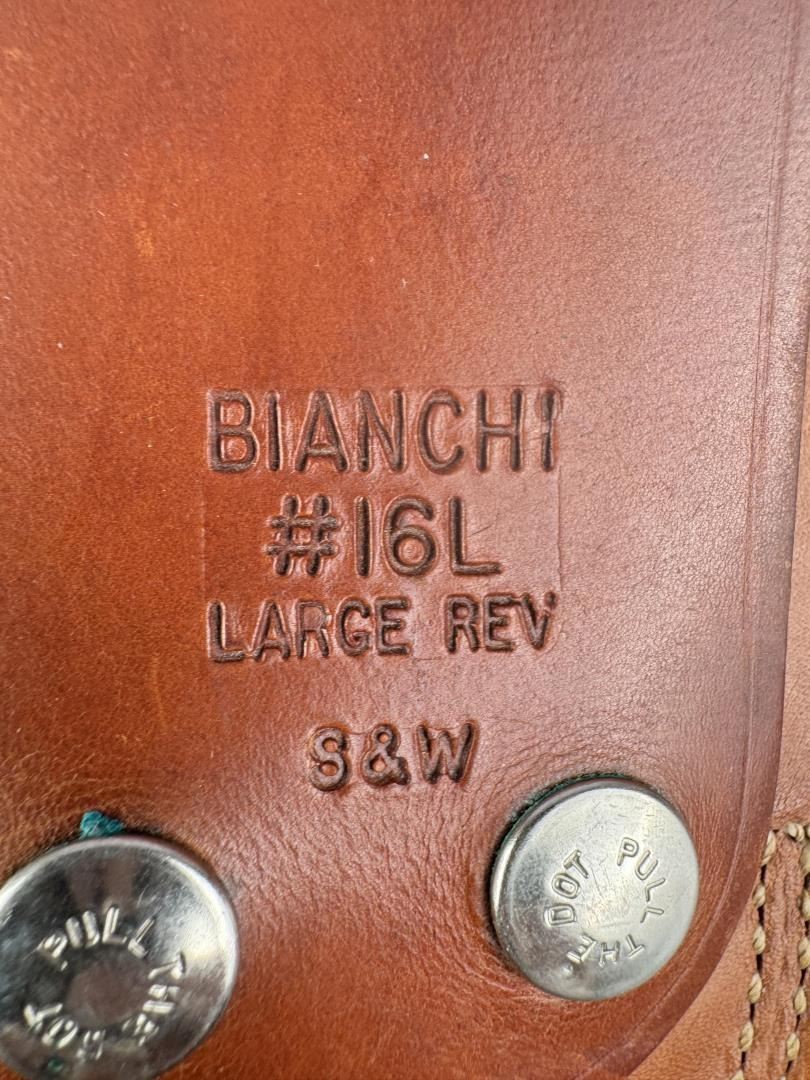 BIANCHI
#16L
LARGE REV
S&W
PULL THE DOT
PULL THE DOT